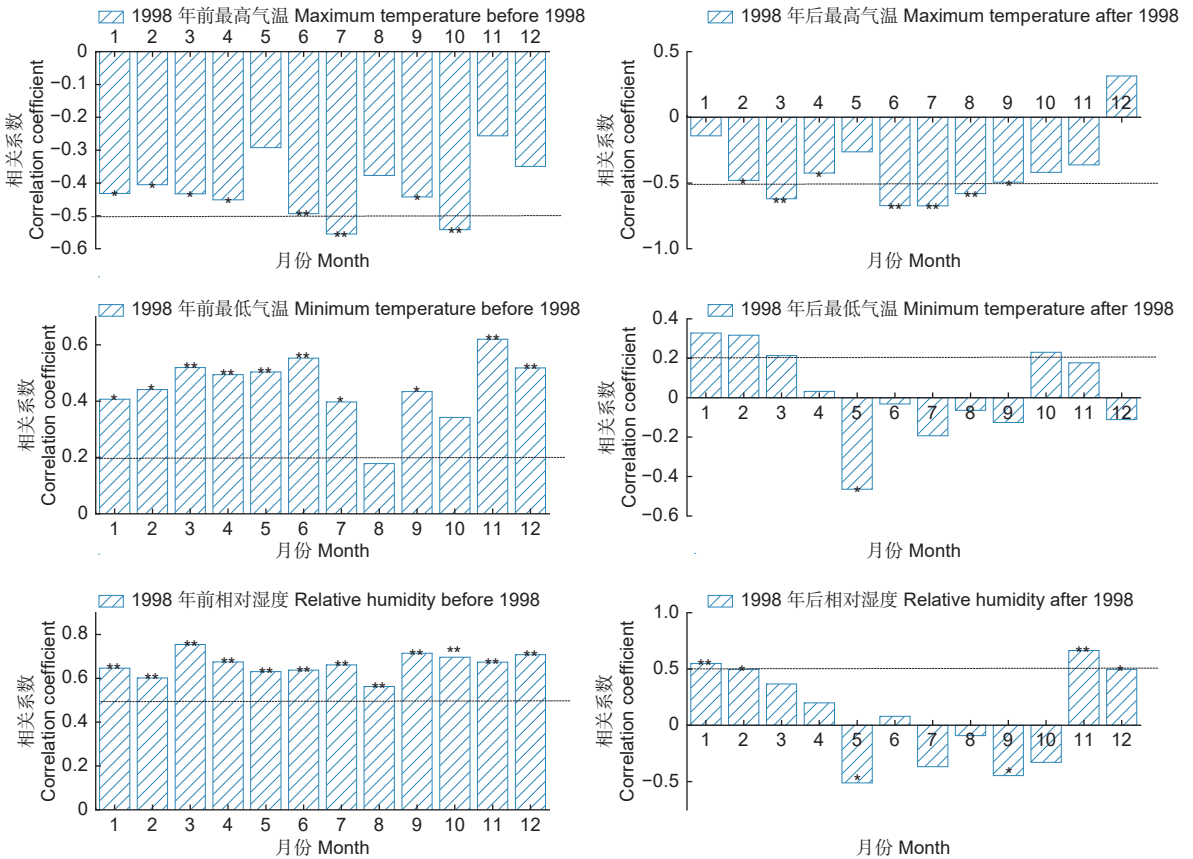 1998 年前最高气温 Maximum temperature before 1998
1 2 3 4 5 6 7 8 9 10 11 12
0
−0.1
−0.2
−0.3
−0.4
−0.5
−0.6
相关系数
Correlation coefficient
* * * * ** ** * **
月份 Month
1998 年后最高气温 Maximum temperature after 1998
0.5
0
−0.5
−1.0
1 2 3 4 5 6 7 8 9 10 11 12
相关系数
Correlation coefficient
* ** * ** ** ** *
月份 Month
1998 年前最低气温 Minimum temperature before 1998
0.6
0.4
0.2
0
相关系数
Correlation coefficient
* * ** ** ** ** * * ** **
1 2 3 4 5 6 7 8 9 10 11 12
月份 Month
1998 年后最低气温 Minimum temperature after 1998
0.4
0.2
0
−0.2
−0.4
−0.6
相关系数
Correlation coefficient
1 2 3 4 5 6 7 8 9 10 11 12
*
月份 Month
1998 年前相对湿度 Relative humidity before 1998
0.8
0.6
0.4
0.2
0
相关系数
Correlation coefficient
** ** ** ** ** ** ** ** ** ** ** **
1 2 3 4 5 6 7 8 9 10 11 12
月份 Month
1998 年后相对湿度 Relative humidity after 1998
1.0
0.5
0
−0.5
相关系数
Correlation coefficient
** * ** *
1 2 3 4 5 6 7 8 9 10 11 12
* *
月份 Month